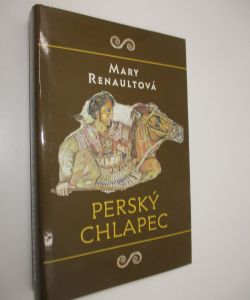 MARY
RENAULTOVÁ
PERSKÝ
CHLAPEC